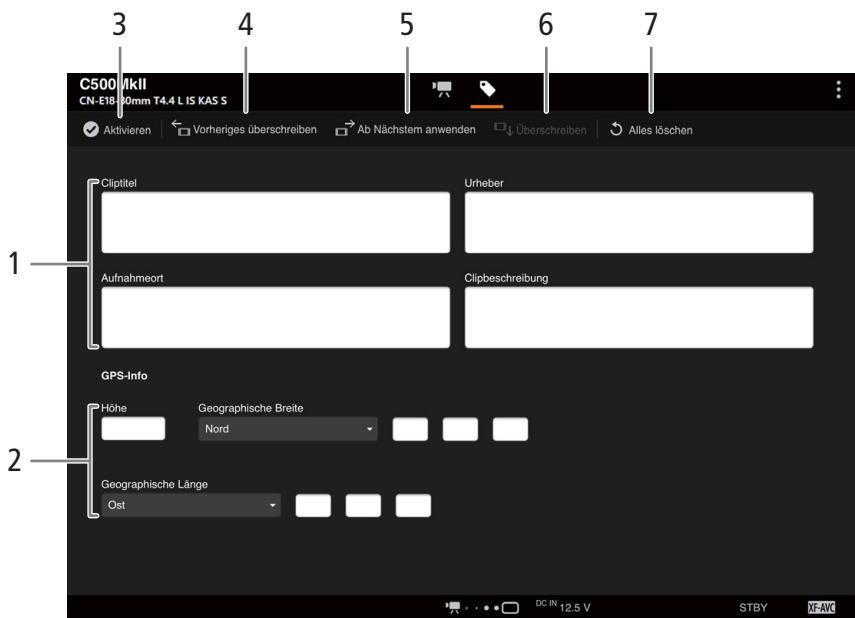 3 4 5 6 7
C500MkII
CN-E18-80mm T4.4 L IS KAS S
Aktivieren Vorheriges überschreiben Ab Nächstem anwenden Überschreiben Alles löschen
Cliptitel Urheber
1
Aufnahmeort Clipbeschreibung
GPS-Info
Höhe Geographische Breite
Nord
2
Geographische Länge
Ost
DC IN 12.5 V STBY XF-AVC